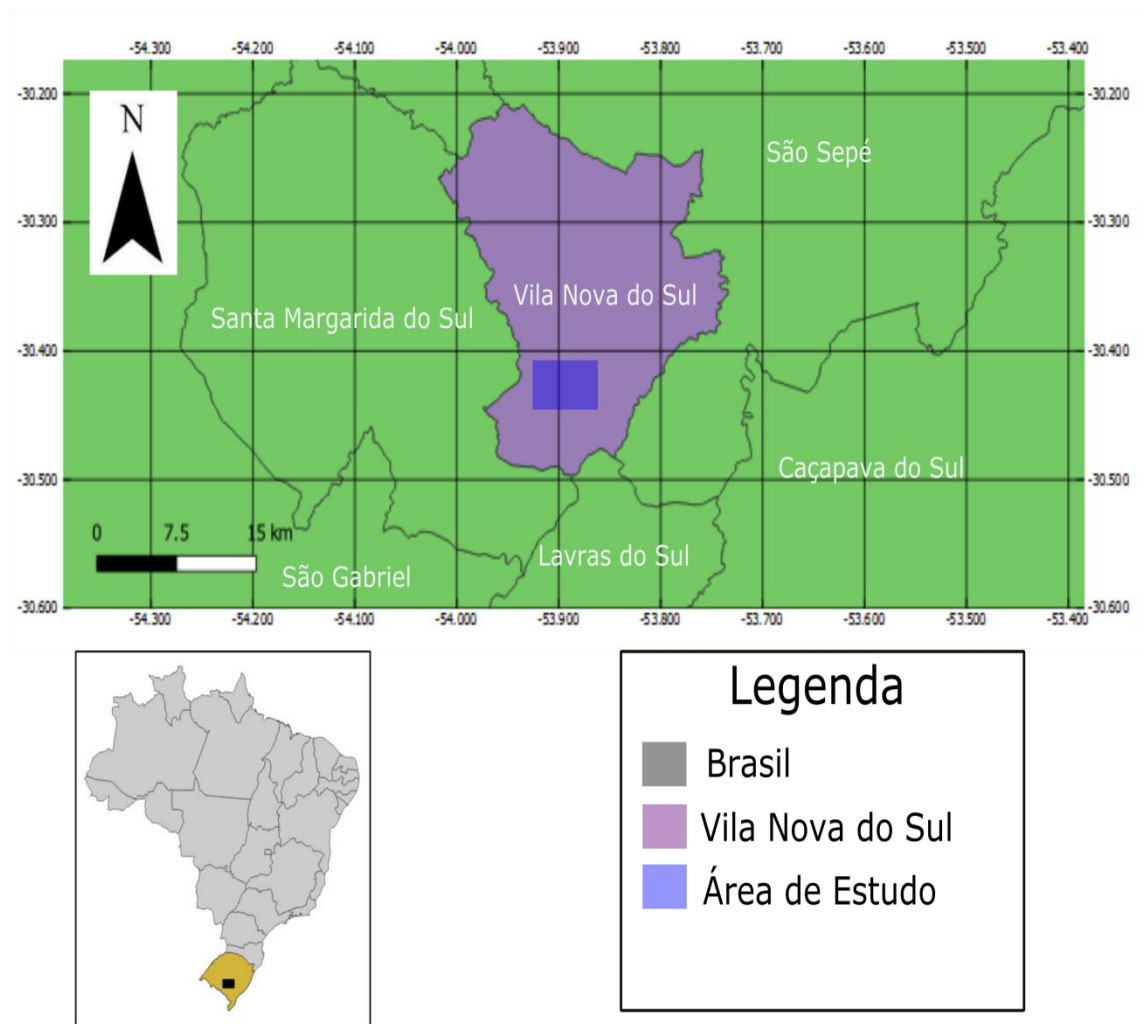 -54.300 -54.200 -54.100 -54.000 -53.900 -53.800 -53.700 -53.600 -53.500 -53.400
-30.200 -30.200
N
São Sepé
-30.300 -30.300
Vila Nova do Sul
Santa Margarida do Sul
-30.400 -30.400
Caçapava do Sul
-30.500 -30.500
0 7.5 15 km
Lavras do Sul
São Gabriel
-30.600 -30.600
-54.300 -54.200 -54.100 -54.000 -53.900 -53.800 -53.700 -53.600 -53.500 -53.400
Legenda
Brasil
Vila Nova do Sul
Área de Estudo